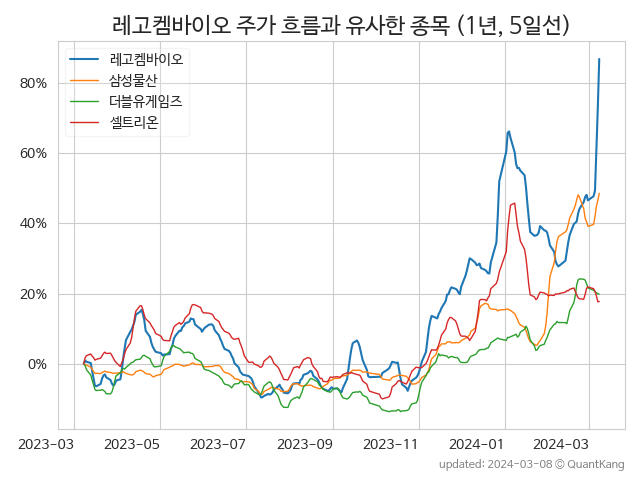 레고켐바이오 주가 흐름과 유사한 종목 (1년, 5일선)
레고켐바이오
삼성물산
더블유게임즈
셀트리온
80%
60%
40%
20%
0%
2023-03 2023-05 2023-07 2023-09 2023-11 2024-01 2024-03
updated: 2024-03-08 © QuantKang